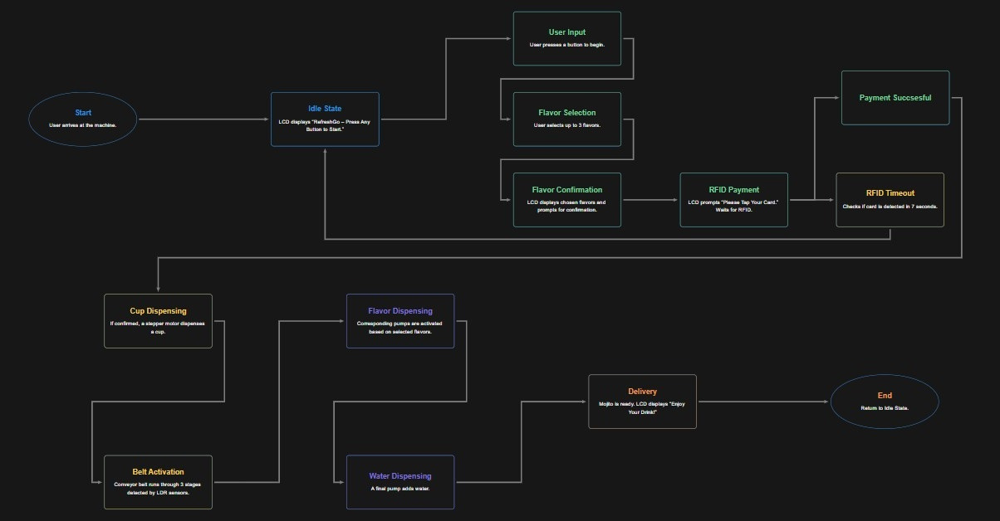 Start
User arrives at the machine.
Idle State
LCD displays "RefreshGo – Press Any
Button to Start."
User Input
User presses a button to begin.
Flavor Selection
User selects up to 3 flavors.
Flavor Confirmation
LCD displays chosen flavors and
prompts for confirmation.
RFID Payment
LCD prompts "Please Tap Your Card."
Waits for RFID.
Payment Succsesful
RFID Timeout
Checks if card is detected in 7 seconds.
Cup Dispensing
If confirmed, a stepper motor dispenses
a cup.
Belt Activation
Conveyor belt runs through 3 stages
detected by LDR sensors.
Flavor Dispensing
Corresponding pumps are activated
based on selected flavors.
Water Dispensing
A final pump adds water.
Delivery
Mojito is ready. LCD displays "Enjoy
Your Drink!"
End
Return to Idle State.